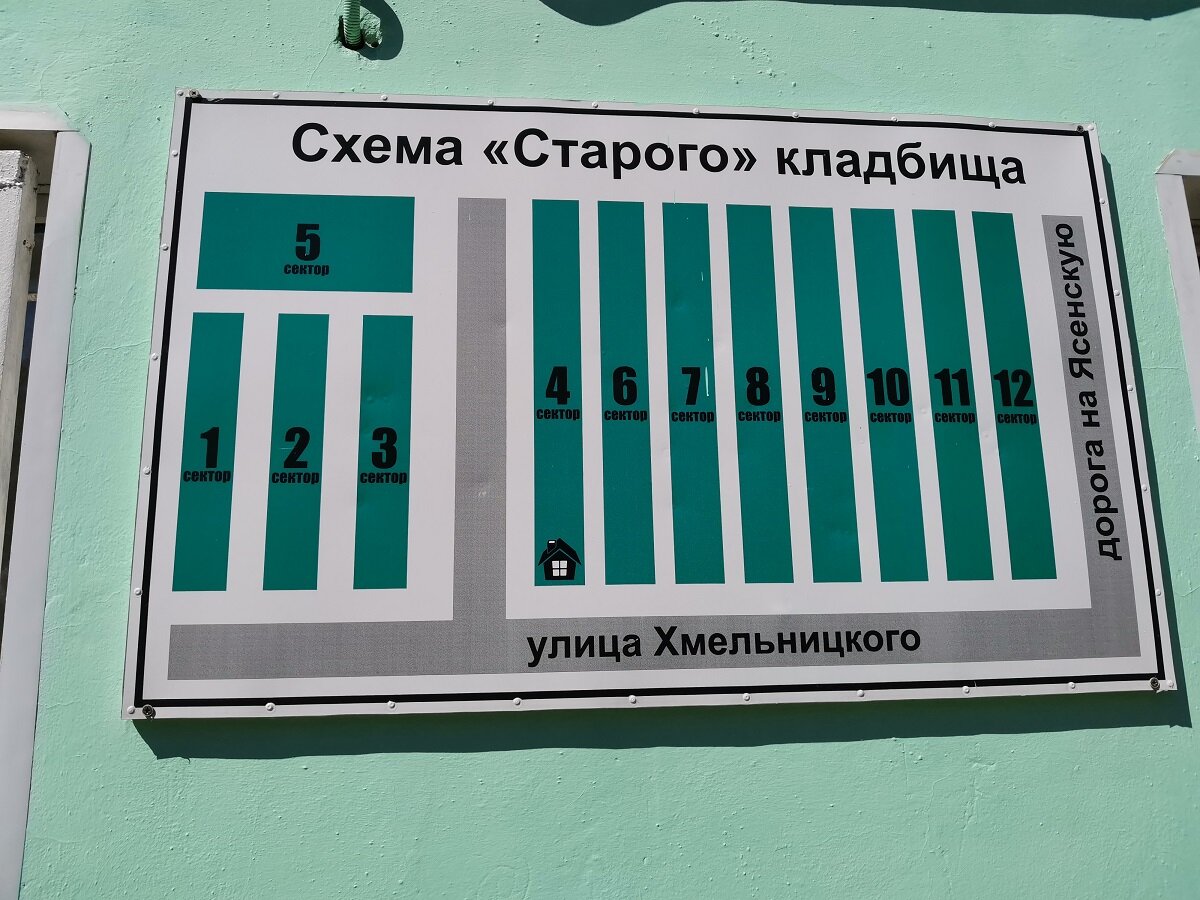 Схема «Старого» кладбища
5
сектор
1
сектор
2
сектор
3
сектор
4
сектор
6
сектор
7
сектор
8
сектор
9
сектор
10
сектор
11
сектор
12
сектор
дорога на Ясенскую
улица Хмельницкого